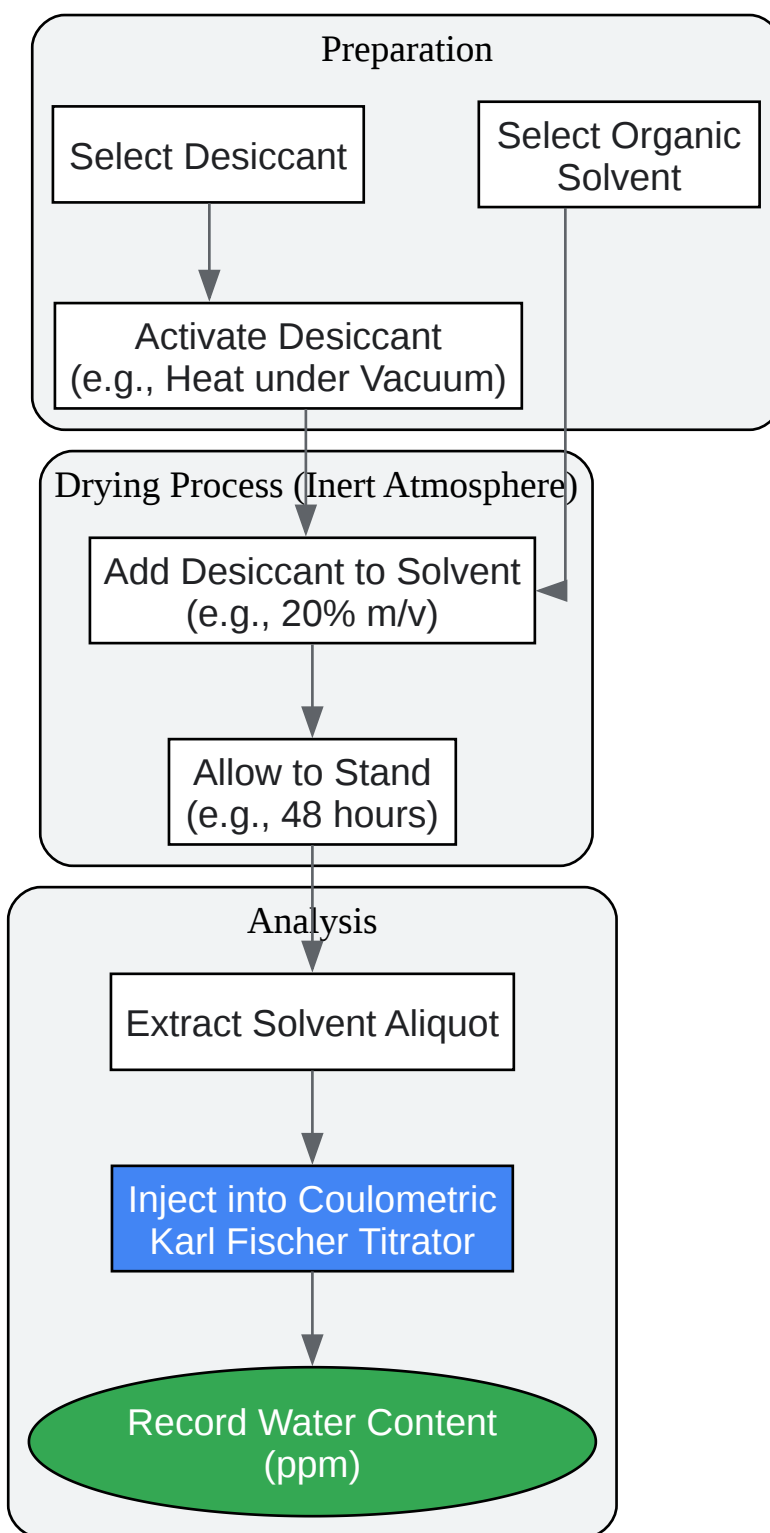 Preparation
Select Desiccant
Select Organic
Solvent
Activate Desiccant
(e.g., Heat under Vacuum)
Drying Process (Inert Atmosphere)
Add Desiccant to Solvent
(e.g., 20% m/v)
Allow to Stand
(e.g., 48 hours)
Analysis
Extract Solvent Aliquot
Inject into Coulometric
Karl Fischer Titrator
Record Water Content
(ppm)